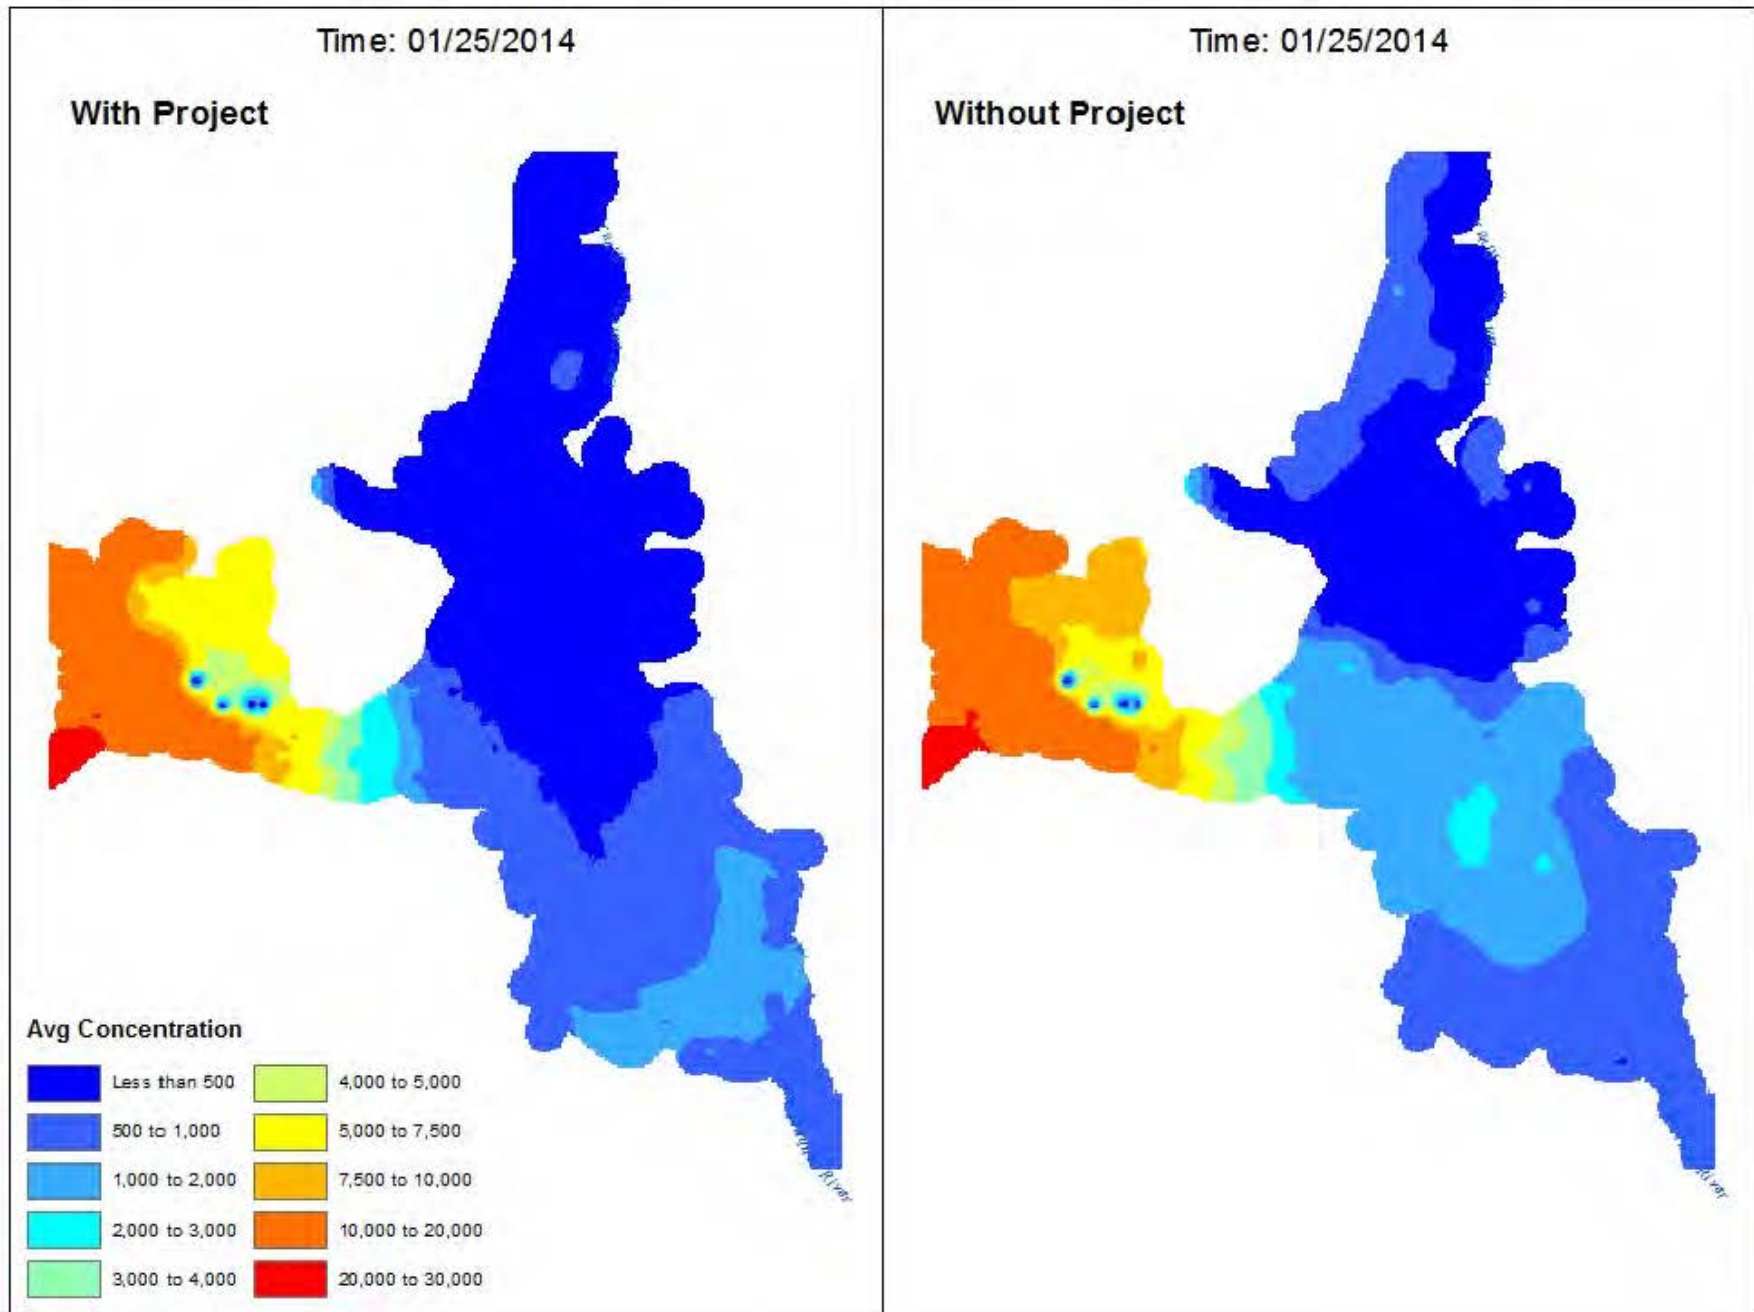 Time: 01/25/2014
With Project
Time: 01/25/2014
Without Project
Avg Concentration
Less than 500
500 to 1,000
1,000 to 2,000
2,000 to 3,000
3,000 to 4,000
4,000 to 5,000
5,000 to 7,500
7,500 to 10,000
10,000 to 20,000
20,000 to 30,000
River
River